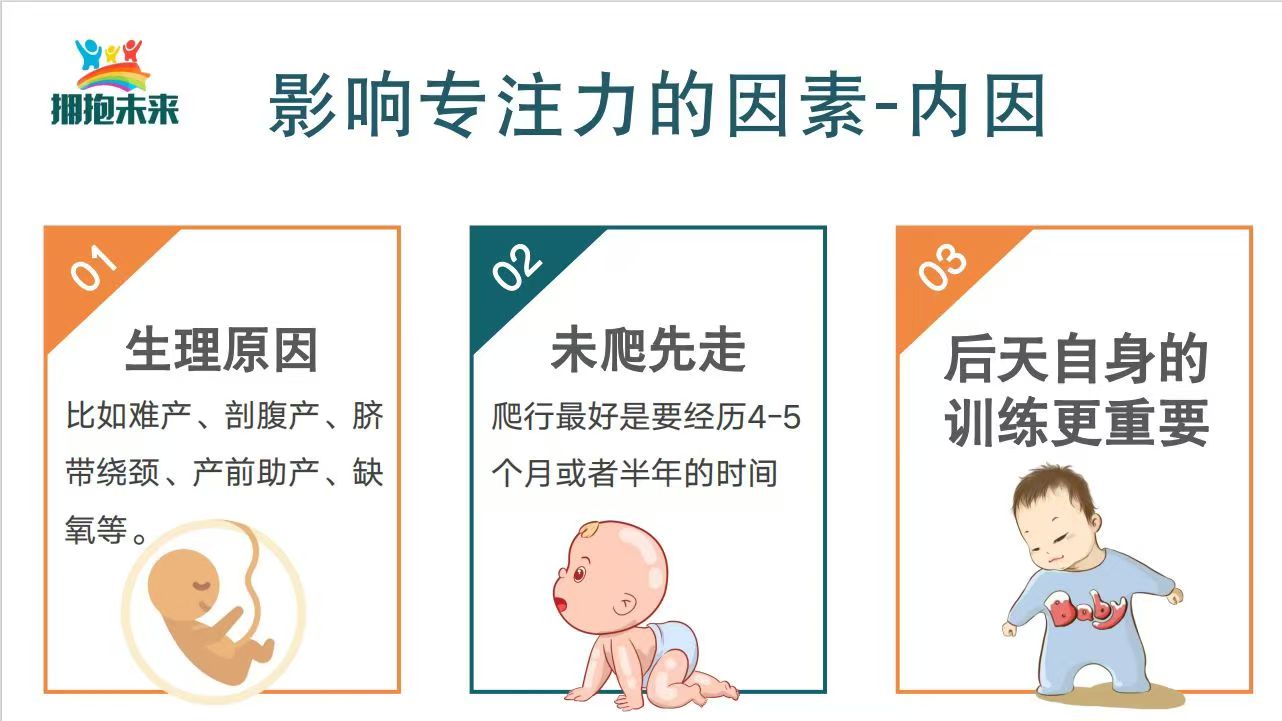 拥抱未来
影响专注力的因素-内因
01
生理原因
比如难产、剖腹产、脐
带绕颈、产前助产、缺
氧等。
02
未爬先走
爬行最好是要经历4-5
个月或者半年的时间
03
后天自身的
训练更重要
Baby